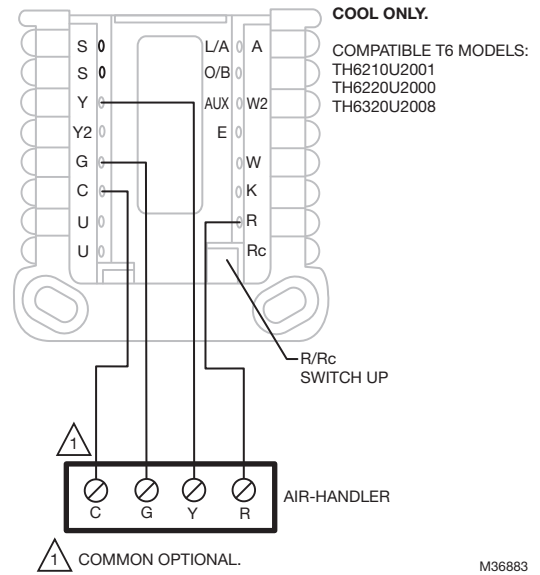 COOL ONLY.
COMPATIBLE T6 MODELS:
TH6210U2001
TH6220U2000
TH6320U2008
S L/A A
S O/B
Y AUX W2
Y2 E
G W
C K
U R
U Rc
R/Rc
SWITCH UP
1
C G Y R
AIR-HANDLER
1 COMMON OPTIONAL.
M36883